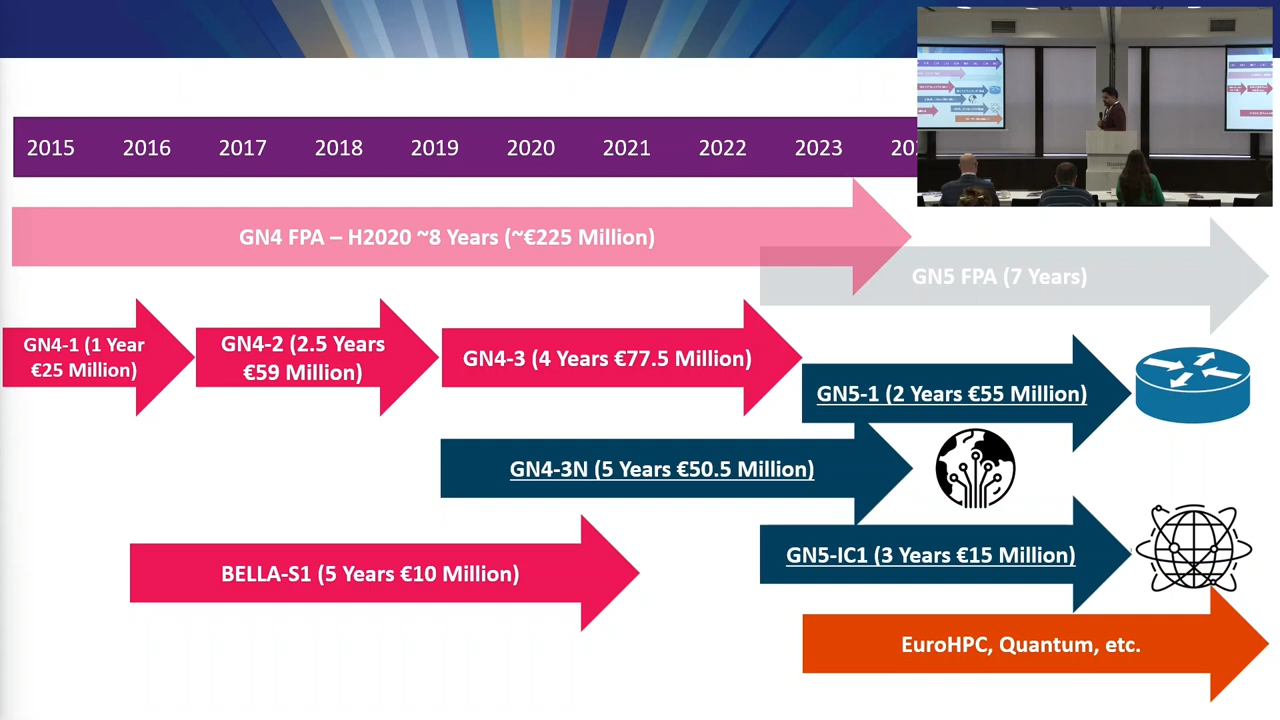 2015 2016 2017 2018 2019 2020 2021 2022 2023
GN4 FPA – H2020 ~8 Years (~€225 Million)
GN5 FPA (7 Years)
GN4-1 (1 Year
€25 Million)
GN4-2 (2.5 Years
€59 Million)
GN4-3 (4 Years €77.5 Million)
GN5-1 (2 Years €55 Million)
GN4-3N (5 Years €50.5 Million)
GN5-IC1 (3 Years €15 Million)
BELLA-S1 (5 Years €10 Million)
EuroHPC, Quantum, etc.